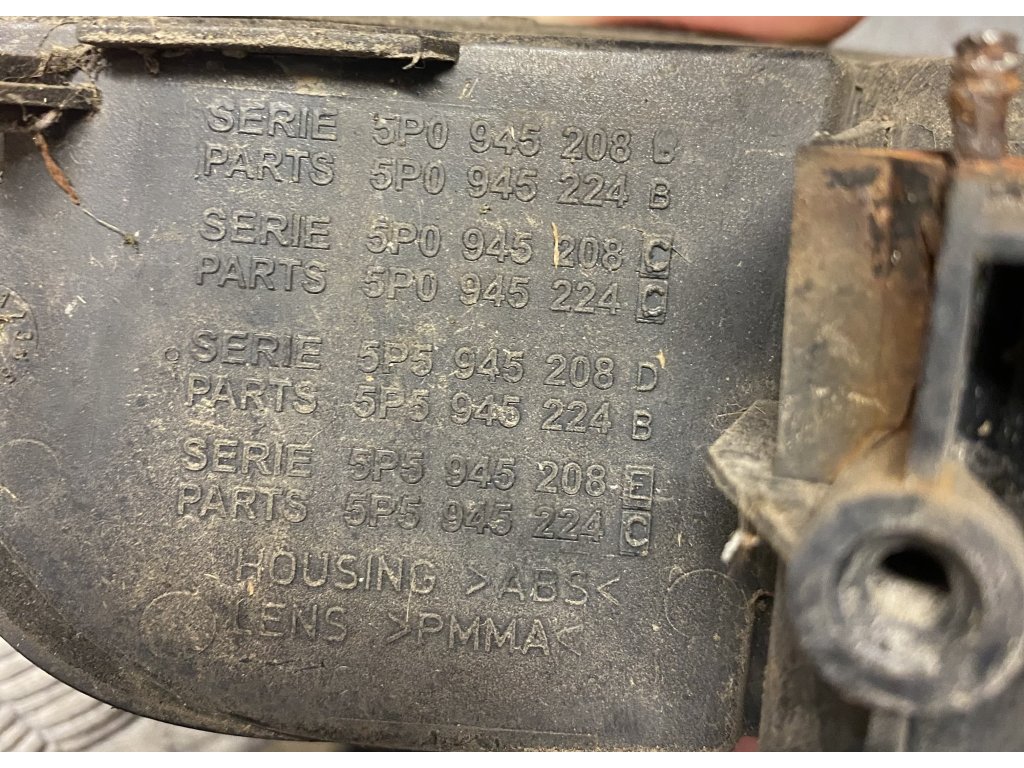 SERIE 5P0 945 208
PARTS 5P0 945 224 B
SERIE 5P0 945 208 C
PARTS 5P0 945 224 C
SERIE 5P5 945 208 D
PARTS 5P5 945 224 B
SERIE 5P5 945 208 E
PARTS 5P5 945 224 C
HOUSING >ABS<
LENS >PMMA<